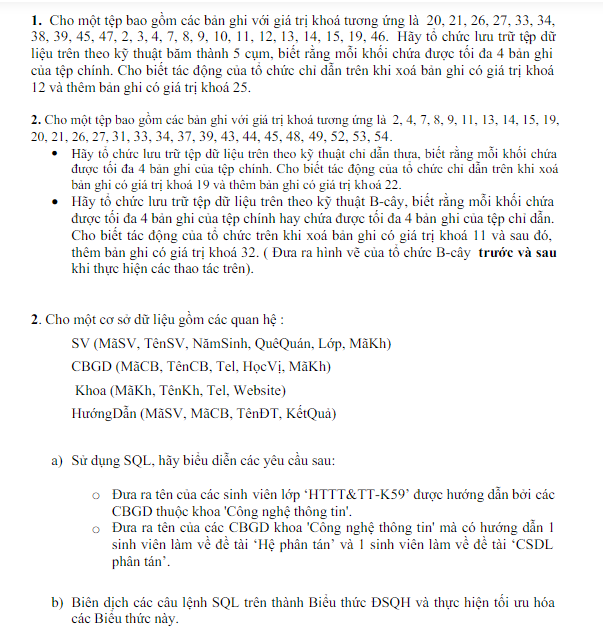 1. Cho một tệp bao gồm các bản ghi với giá trị khoá tương ứng là 20, 21, 26, 27, 33, 34,
38, 39, 45, 47, 2, 3, 4, 7, 8, 9, 10, 11, 12, 13, 14, 15, 19, 46. Hãy tổ chức lưu trữ tệp dữ
liệu trên theo kỹ thuật băm thành 5 cụm, biết rằng mỗi khối chứa được tối đa 4 bản ghi
của tệp chính. Cho biết tác động của tổ chức chỉ dẫn trên khi xoá bản ghi có giá trị khoá
12 và thêm bản ghi có giá trị khoá 25.
2. Cho một tệp bao gồm các bản ghi với giá trị khoá tương ứng là 2, 4, 7, 8, 9, 11, 13, 14, 15, 19,
20, 21, 26, 27, 31, 33, 34, 37, 39, 43, 44, 45, 48, 49, 52, 53, 54.
• Hãy tổ chức lưu trữ tệp dữ liệu trên theo kỹ thuật chỉ dẫn thưa, biết rằng mỗi khối chứa
được tối đa 4 bản ghi của tệp chính. Cho biết tác động của tổ chức chỉ dẫn trên khi xoá
bản ghi có giá trị khoá 19 và thêm bản ghi có giá trị khoá 22.
• Hãy tổ chức lưu trữ tệp dữ liệu trên theo kỹ thuật B-cây, biết rằng mỗi khối chứa
được tối đa 4 bản ghi của tệp chính hay chứa được tối đa 4 bản ghi của tệp chỉ dẫn.
Cho biết tác động của tổ chức trên khi xoá bản ghi có giá trị khoá 11 và sau đó,
thêm bản ghi có giá trị khoá 32. ( Đưa ra hình vẽ của tổ chức B-cây trước và sau
khi thực hiện các thao tác trên).
2. Cho một cơ sở dữ liệu gồm các quan hệ :
SV (MãSV, TênSV, NămSinh, QuêQuán, Lớp, MãKh)
CBGD (MãCB, TênCB, Tel, HọcVị, MãKh)
Khoa (MãKh, TênKh, Tel, Website)
HướngDẫn (MãSV, MãCB, TênĐT, KếtQuả)
a) Sử dụng SQL, hãy biểu diễn các yêu cầu sau:
o Đưa ra tên của các sinh viên lớp ‘HTTT&TT-K59’ được hướng dẫn bởi các
CBGD thuộc khoa 'Công nghệ thông tin'.
o Đưa ra tên của các CBGD khoa 'Công nghệ thông tin' mà có hướng dẫn 1
sinh viên làm về đề tài ‘Hệ phân tán’ và 1 sinh viên làm về đề tài ‘CSDL
phân tán’.
b) Biên dịch các câu lệnh SQL trên thành Biểu thức ĐSQH và thực hiện tối ưu hóa
các Biểu thức này.